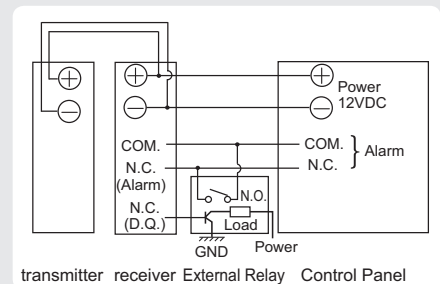 +
+
+
Power
12VDC
−
−
−
COM.
COM.
Alarm
N.C.
(Alarm)
N.C.
N.C.
(D.Q.)
N.O.
Load
GND
Power
transmitter receiver External Relay Control Panel